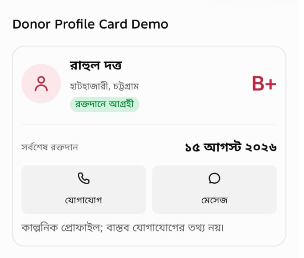 Donor Profile Card Demo
রাহুল দত্ত
হাটহাজারী, চট্টগ্রাম
B+
রক্তদানে আগ্রহী
সর্বশেষ রক্তদান
১৫ আগস্ট ২০২৬
যোগাযোগ
মেসেজ
কাল্পনিক প্রোফাইল; বাস্তব যোগাযোগের তথ্য নয়।